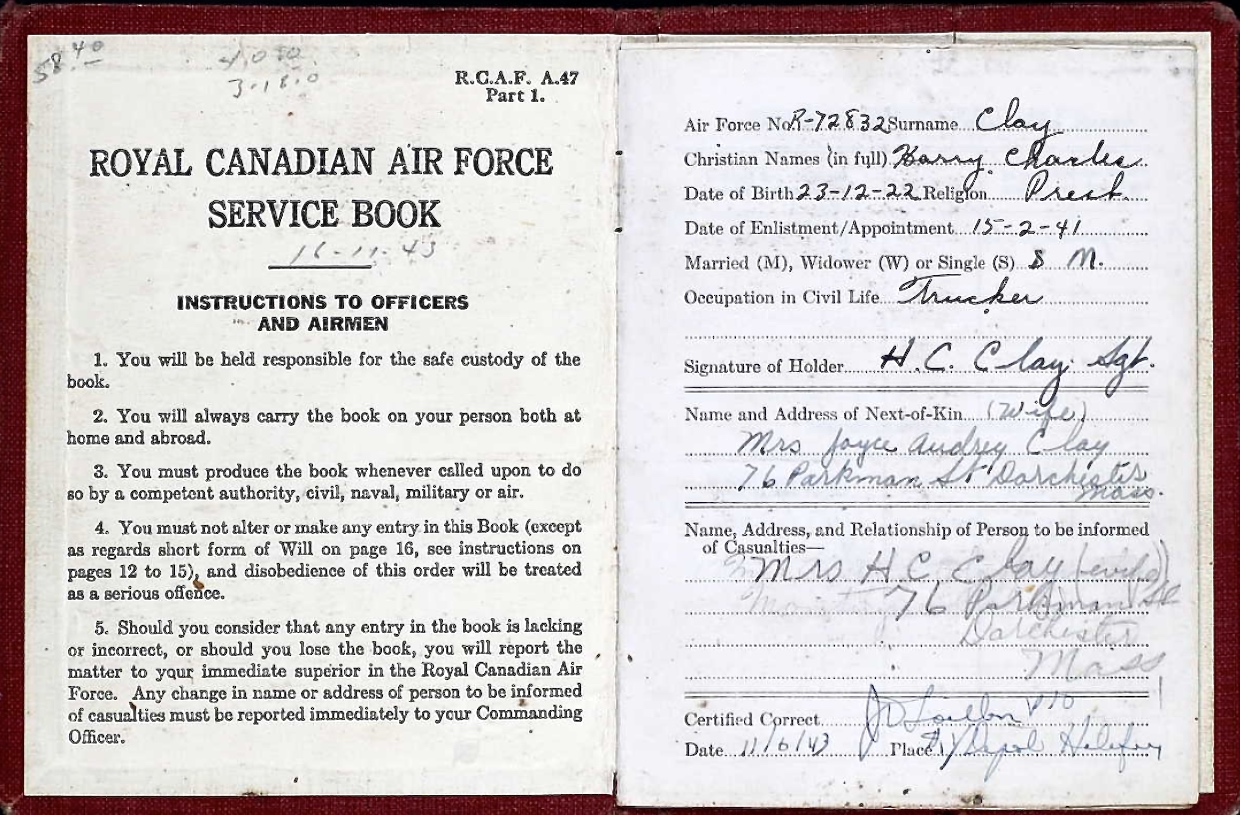 58.40
3-18.0
R.C.A.F. A.47
Part 1.
ROYAL CANADIAN AIR FORCE
SERVICE BOOK
16-11-43
INSTRUCTIONS TO OFFICERS
AND AIRMEN
1. You will be held responsible for the safe custody of the
book.
2. You will always carry the book on your person both at
home and abroad.
3. You must produce the book whenever called upon to do
so by a competent authority, civil, naval, military or air.
4. You must not alter or make any entry in this Book (except
as regards short form of Will on page 16, see instructions on
pages 12 to 15), and disobedience of this order will be treated
as a serious offence.
5. Should you consider that any entry in the book is lacking
or incorrect, or should you lose the book, you will report the
matter to your immediate superior in the Royal Canadian Air
Force. Any change in name or address of person to be informed
of casualties must be reported immediately to your Commanding
Officer.
Air Force No. R-72832 Surname Clay
Christian Names (in full) Harry Charles
Date of Birth 23-12-22 Religion Presb.
Date of Enlistment/Appointment 15-2-41
Married (M), Widower (W) or Single (S) S M.
Occupation in Civil Life Trucker
Signature of Holder H.C. Clay Sgt.
Name and Address of Next-of-Kin (Wife)
Mrs Joyce Audrey Clay
76 Parkman St Dorchester
Mass.
Name, Address, and Relationship of Person to be informed
of Casualties—
Mrs H C Clay (wife)
76 Parkman St
Dorchester
Mass
Certified Correct
Date 11/6/43 Place Y Depot Halifax